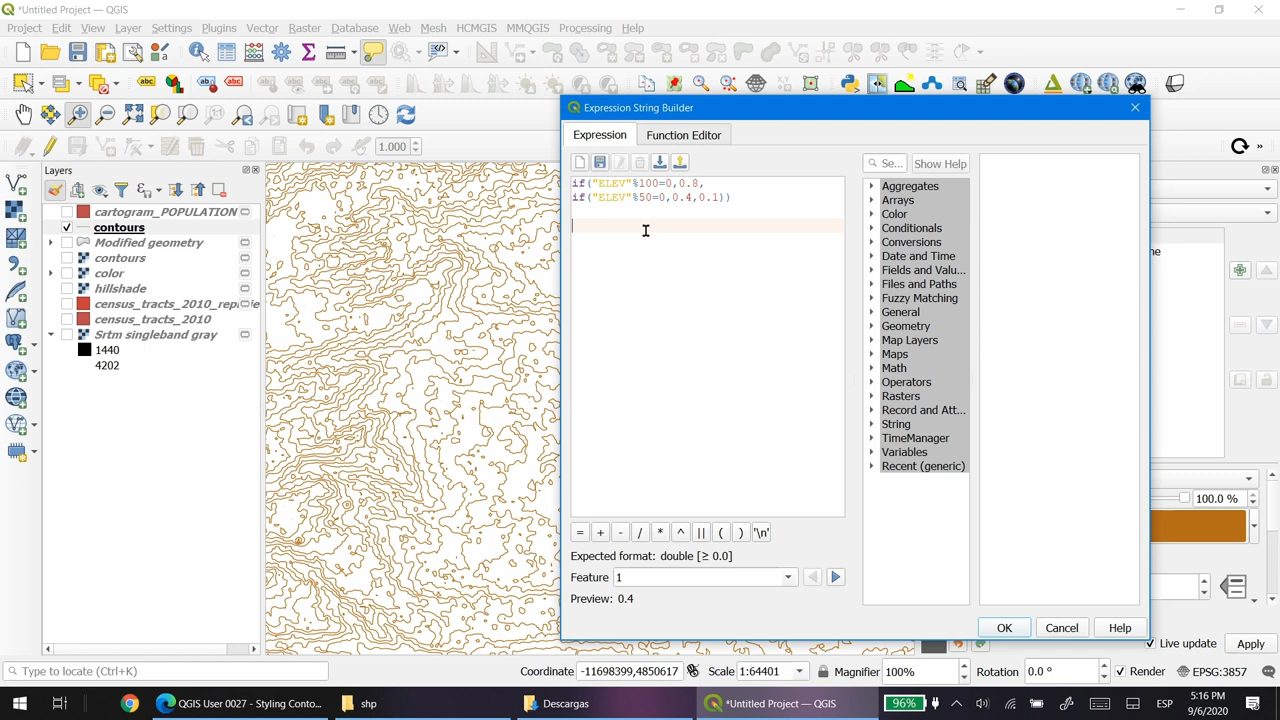 *Untitled Project — QGIS
Project Edit View Layer Settings Plugins Vector Raster Database Web Mesh HCMGIS MMQGIS Processing Help
Expression String Builder
Expression Function Editor
1.000
Layers
cartogram_POPULATION
contours
Modified geometry
contours
color
hillshade
census_tracts_2010_reproje
census_tracts_2010
Srtm singleband gray
1440
4202
if("ELEV"%100=0,0.8,
if("ELEV"%50=0,0.4,0.1))
Se... Show Help
Aggregates
Arrays
Color
Conditionals
Conversions
Date and Time
Fields and Valu...
Files and Paths
Fuzzy Matching
General
Geometry
Map Layers
Maps
Math
Operators
Rasters
Record and Att...
String
TimeManager
Variables
Recent (generic)
= + - / * ^ || ( ) '\n'
Expected format: double [≥ 0.0]
Feature 1
Preview: 0.4
OK Cancel Help
100.0 %
Live update Apply
Type to locate (Ctrl+K) Coordinate -11698399,4850617 Scale 1:64401 Magnifier 100% Rotation 0.0 ° Render EPSG:3857
QGIS User 0027 - Styling Conto... shp Descargas *Untitled Project — QGIS 96% ESP 5:16 PM
9/6/2020